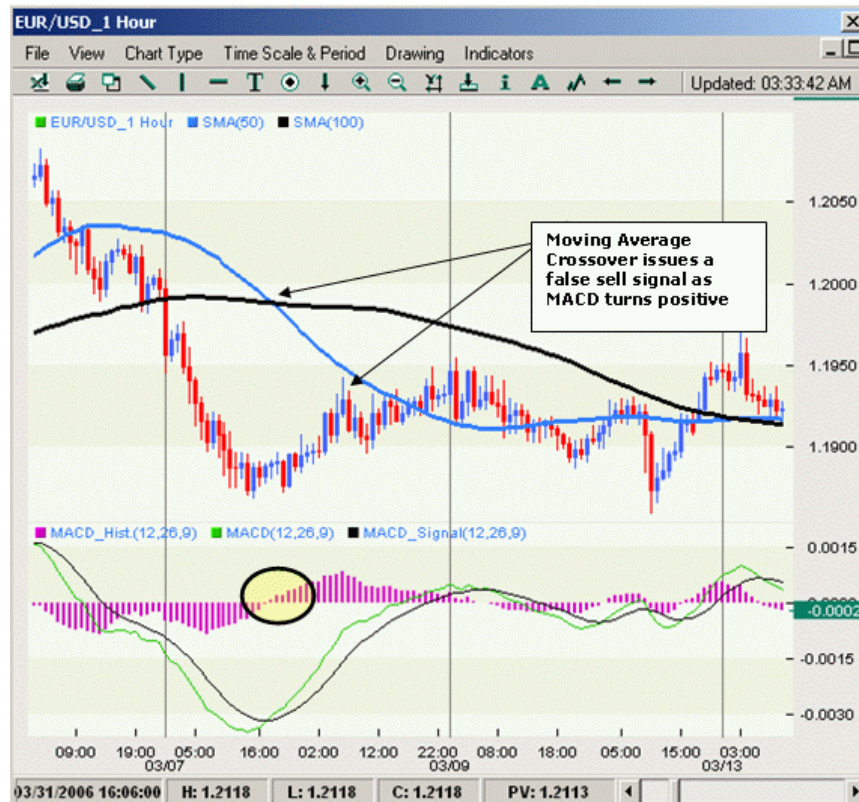 EUR/USD_1 Hour
File View Chart Type Time Scale & Period Drawing Indicators
T i A Updated: 03:33:42 AM
EUR/USD_1 Hour SMA(50) SMA(100)
1.2050
Moving Average
Crossover issues a
false sell signal as
MACD turns positive
1.2000
1.1950
1.1900
MACD_Hist.(12,26,9) MACD(12,26,9) MACD_Signal(12,26,9)
0.0015
-0.0002
-0.0015
-0.0030
09:00 19:00 05:00 16:00 02:00 12:00 22:00 08:00 18:00 05:00 15:00 03:00
03/07 03/09 03/13
03/31/2006 16:06:00 H: 1.2118 L: 1.2118 C: 1.2118 PV: 1.2113